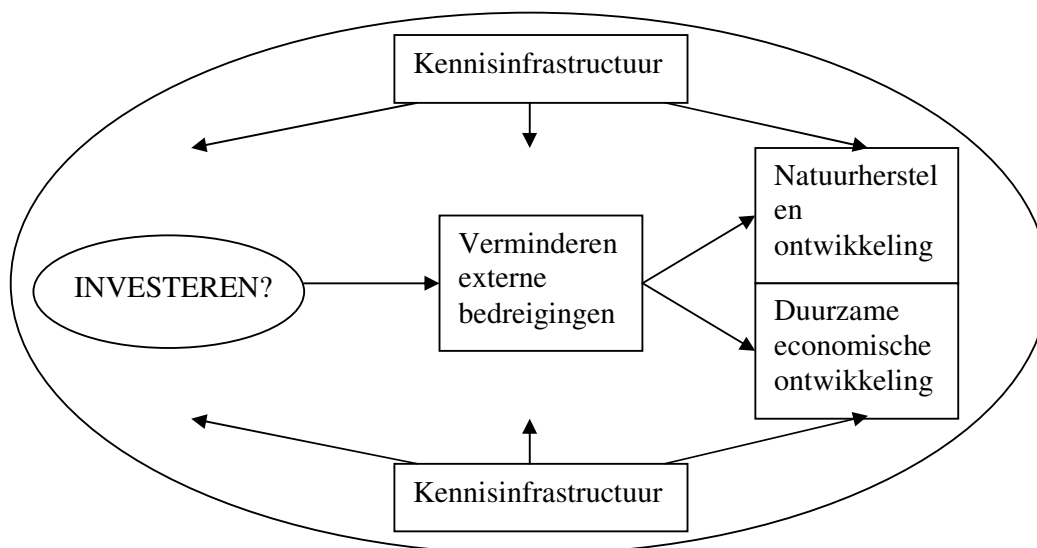 Kennisinfrastructuur
INVESTEREN?
Verminderen
externe
bedreigingen
Natuurherstel
en
ontwikkeling
Duurzame
economische
ontwikkeling
Kennisinfrastructuur